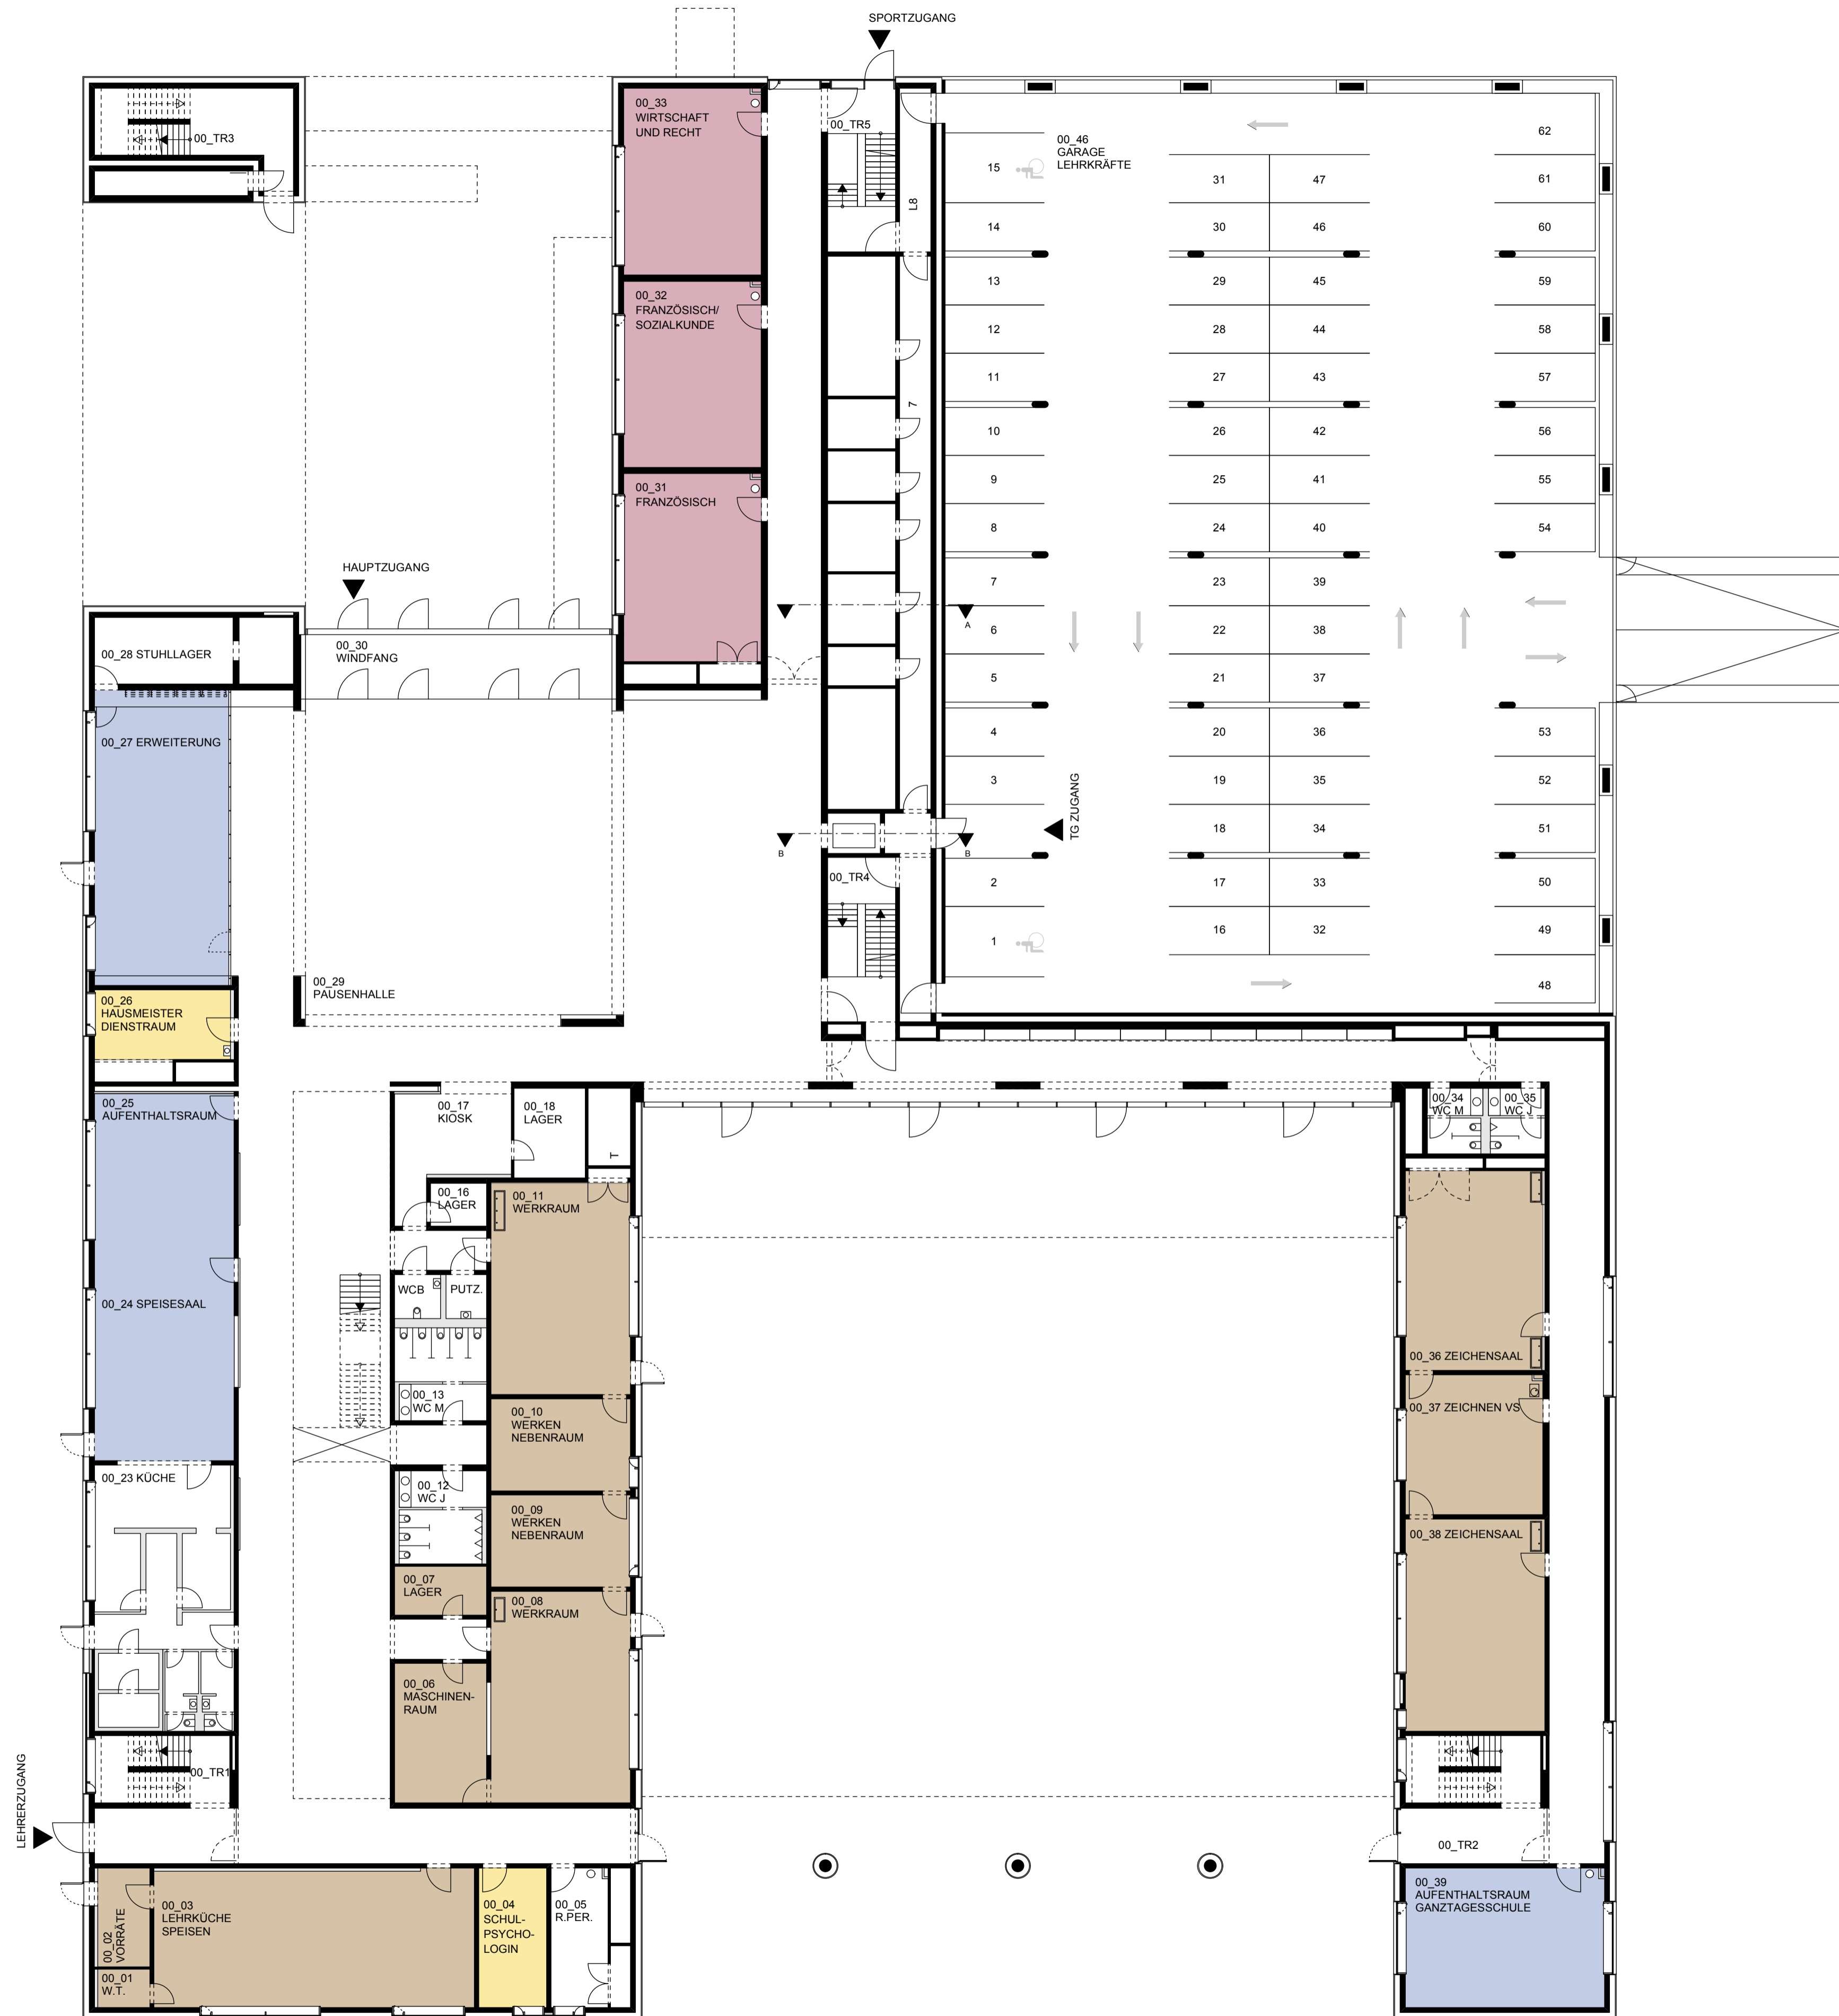 SPORTZUGANG
00_33
WIRTSCHAFT
UND RECHT
00_TR5
00_TR3
00_46
GARAGE
LEHRKRÄFTE
62
15
31
47
61
L8
14
30
46
60
13
29
45
59
00_32
FRANZÖSISCH/
SOZIALKUNDE
12
28
44
58
11
27
43
57
7
10
26
42
56
00_31
FRANZÖSISCH
9
25
41
55
8
24
40
54
HAUPTZUGANG
7
23
39
A
6
22
38
00_30
WINDFANG
00_28 STUHLLAGER
5
21
37
4
20
36
53
00_27 ERWEITERUNG
3
19
35
52
TG ZUGANG
18
34
51
B
B
00_TR4
2
17
33
50
1
16
32
49
00_29
PAUSENHALLE
48
00_26
HAUSMEISTER
DIENSTRAUM
00_25
AUFENTHALTSRAUM
00_17
KIOSK
00_18
LAGER
T
00_34
WC M
00_35
WC J
00_16
LAGER
00_11
WERKRAUM
WCB
PUTZ.
00_24 SPEISESAAL
00_36 ZEICHENSAAL
00_13
WC M
00_10
WERKEN
NEBENRAUM
00_37 ZEICHNEN VS
00_23 KÜCHE
00_12
WC J
00_09
WERKEN
NEBENRAUM
00_38 ZEICHENSAAL
00_07
LAGER
00_08
WERKRAUM
00_06
MASCHINEN-
RAUM
00_TR1
LEHRERZUGANG
00_TR2
00_39
AUFENTHALTSRAUM
GANZTAGESSCHULE
00_02
VORRÄTE
00_03
LEHRKÜCHE
SPEISEN
00_04
SCHUL-
PSYCHO-
LOGIN
00_05
R.PER.
00_01
W.T.